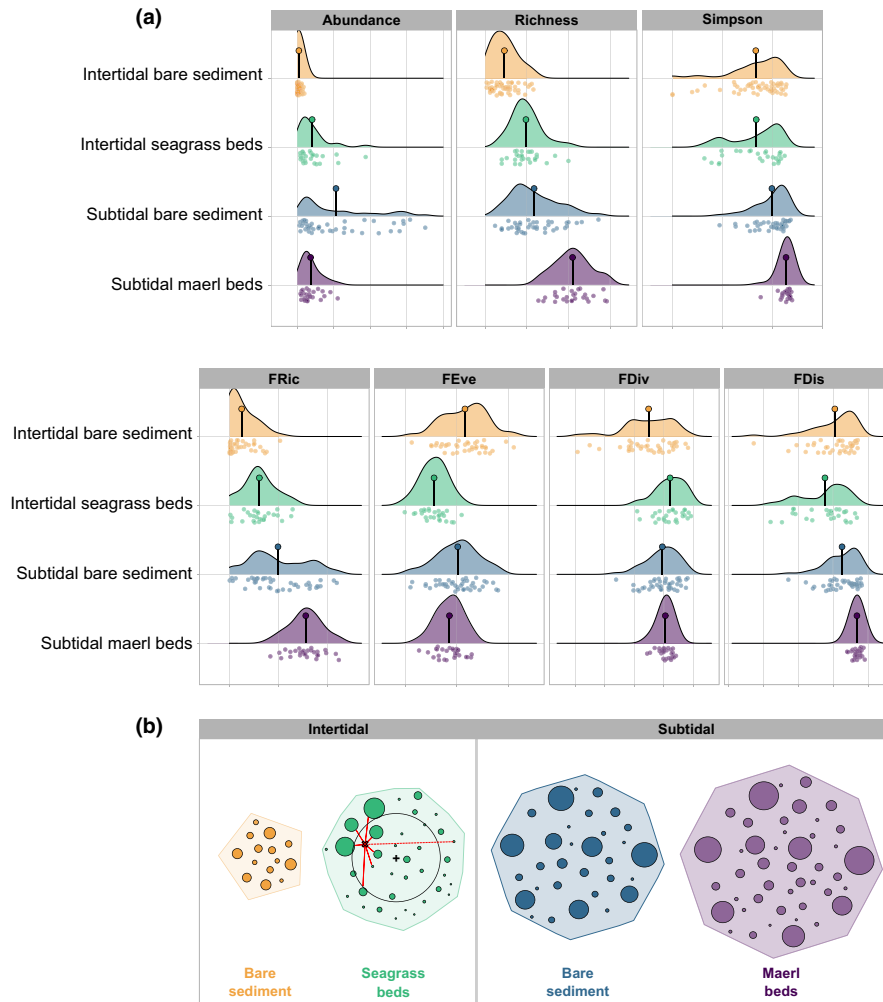 (a)
Abundance Richness Simpson
Intertidal bare sediment
Intertidal seagrass beds
Subtidal bare sediment
Subtidal maerl beds
FRic FEve FDiv FDis
Intertidal bare sediment
Intertidal seagrass beds
Subtidal bare sediment
Subtidal maerl beds
(b)
Intertidal Subtidal
Bare Seagrass Bare Maerl
sediment beds sediment beds